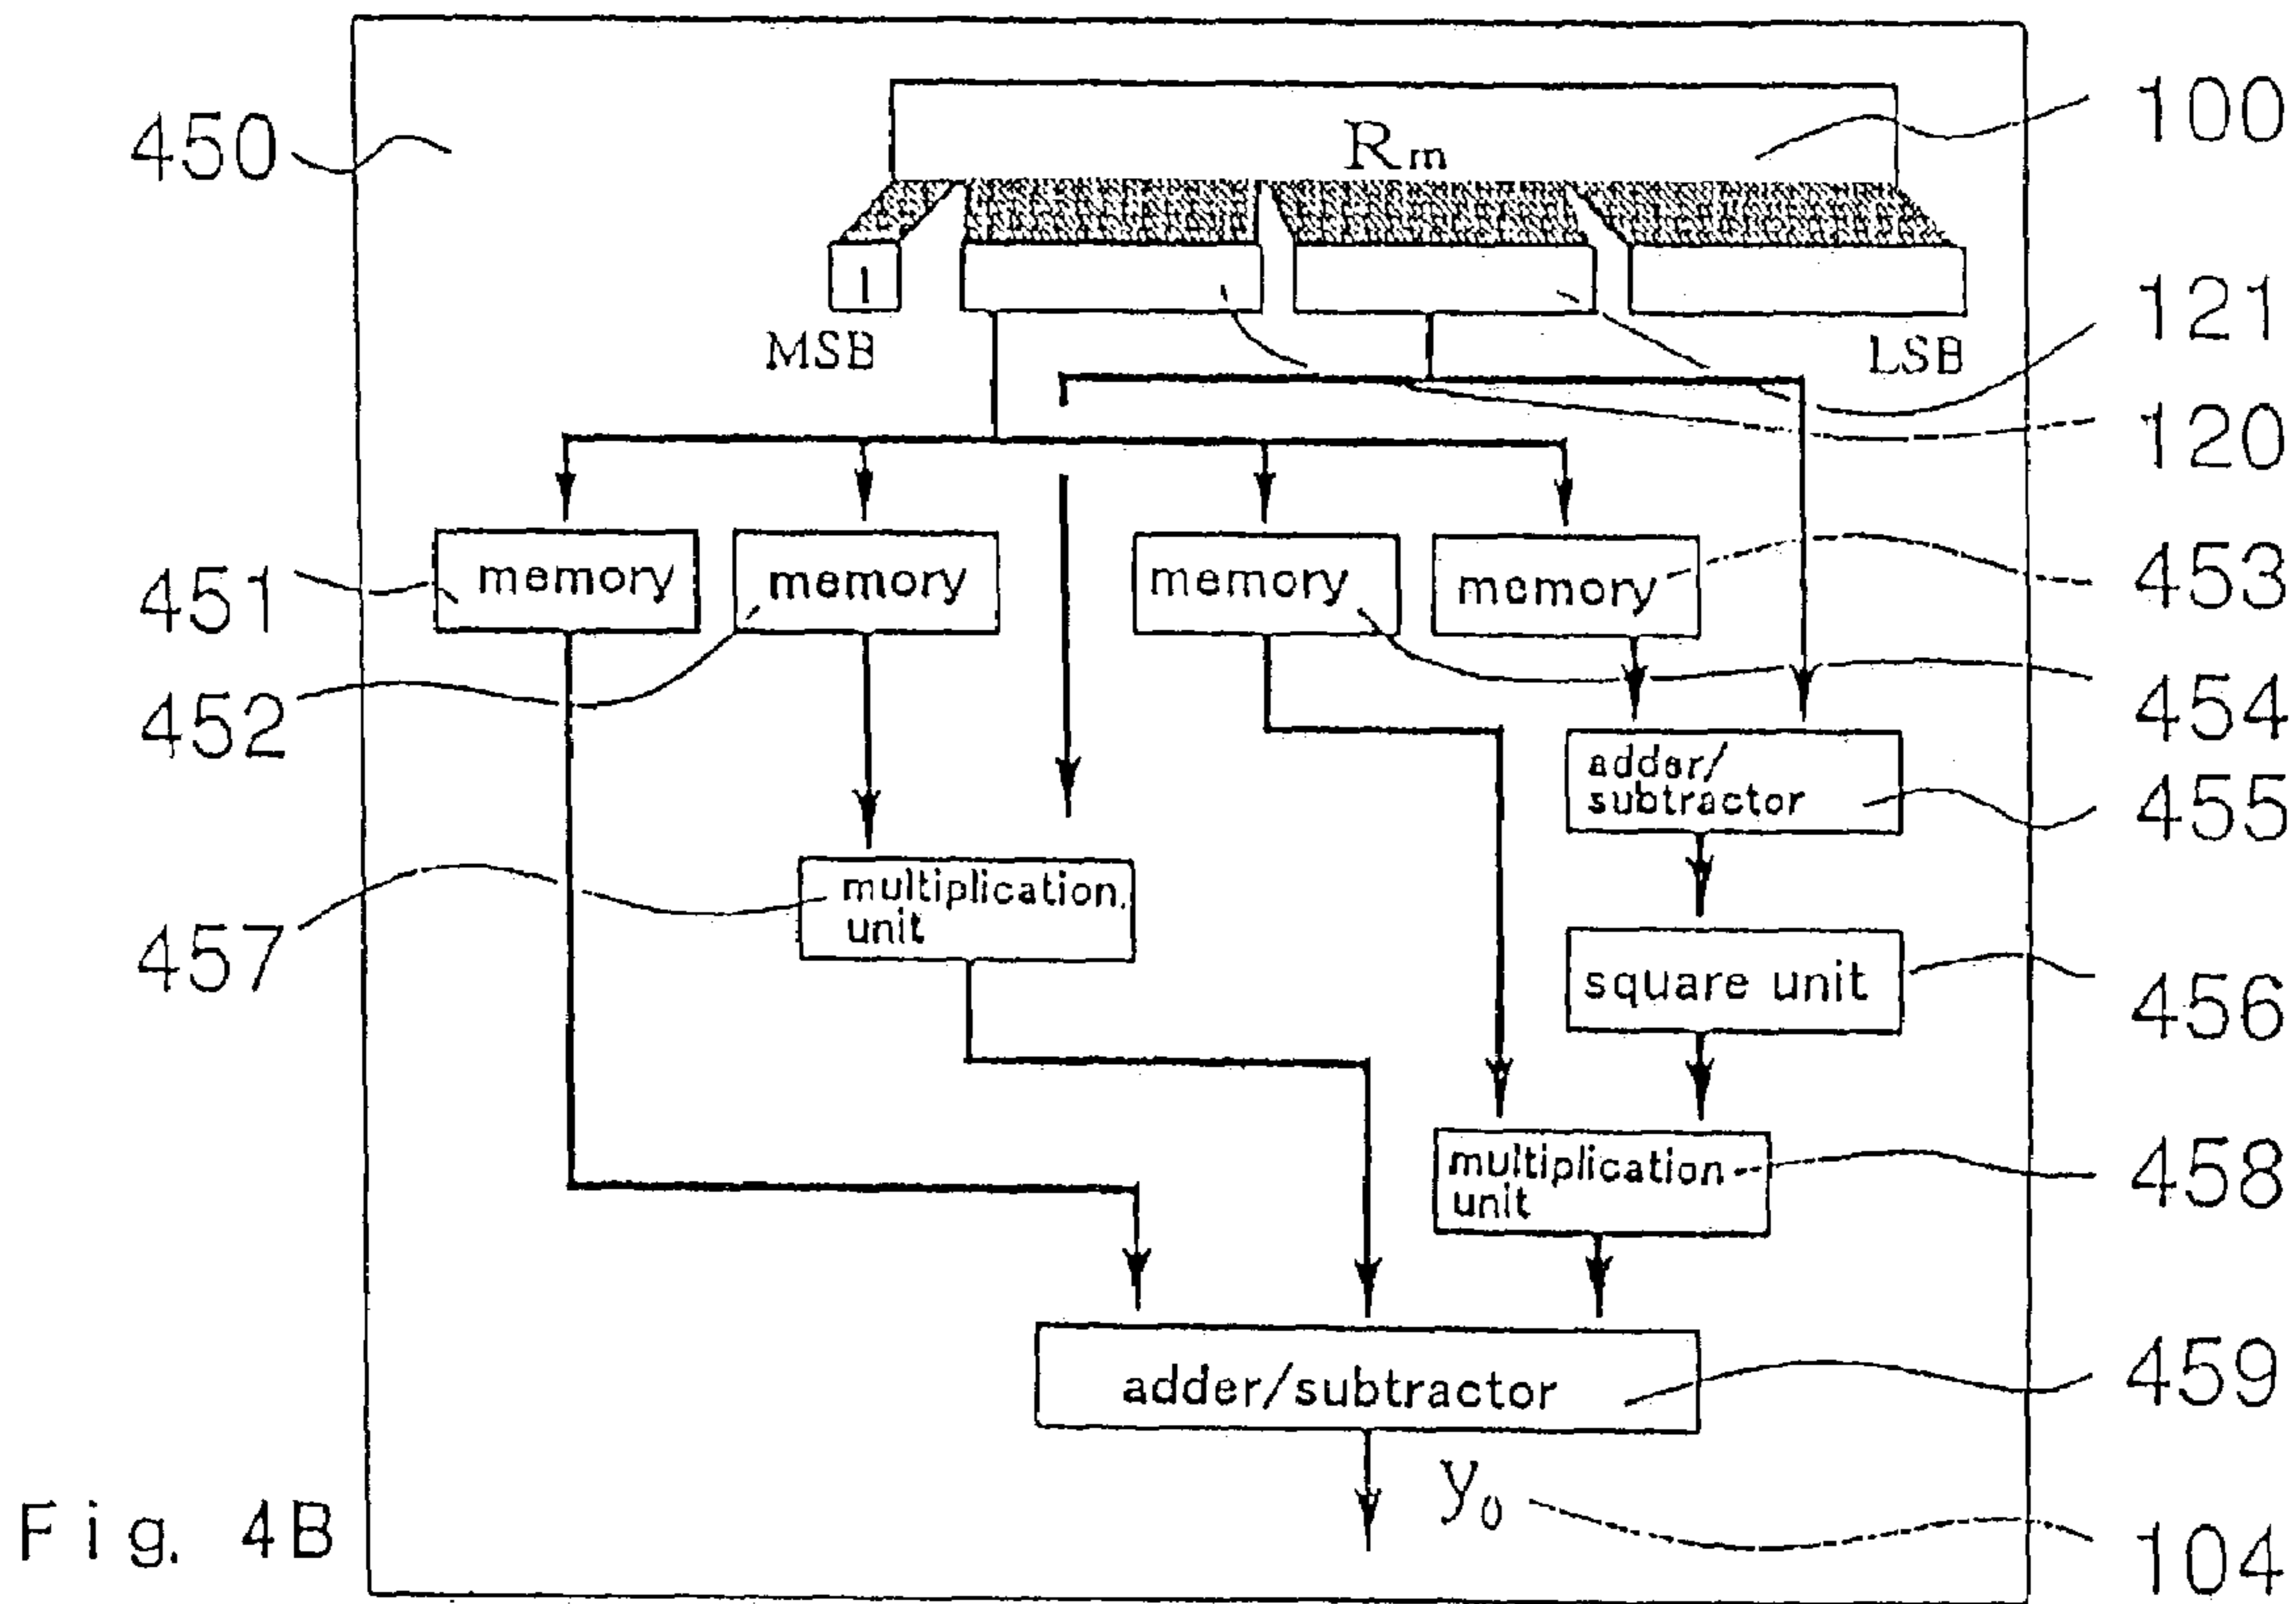 450
Rm
100
1
MSB
LSB
121
120
451
memory
memory
memory
memory
453
452
454
adder/
subtractor
455
457
multiplication
unit
square unit
456
multiplication
unit
458
adder/subtractor
459
y0
Fig. 4B
104